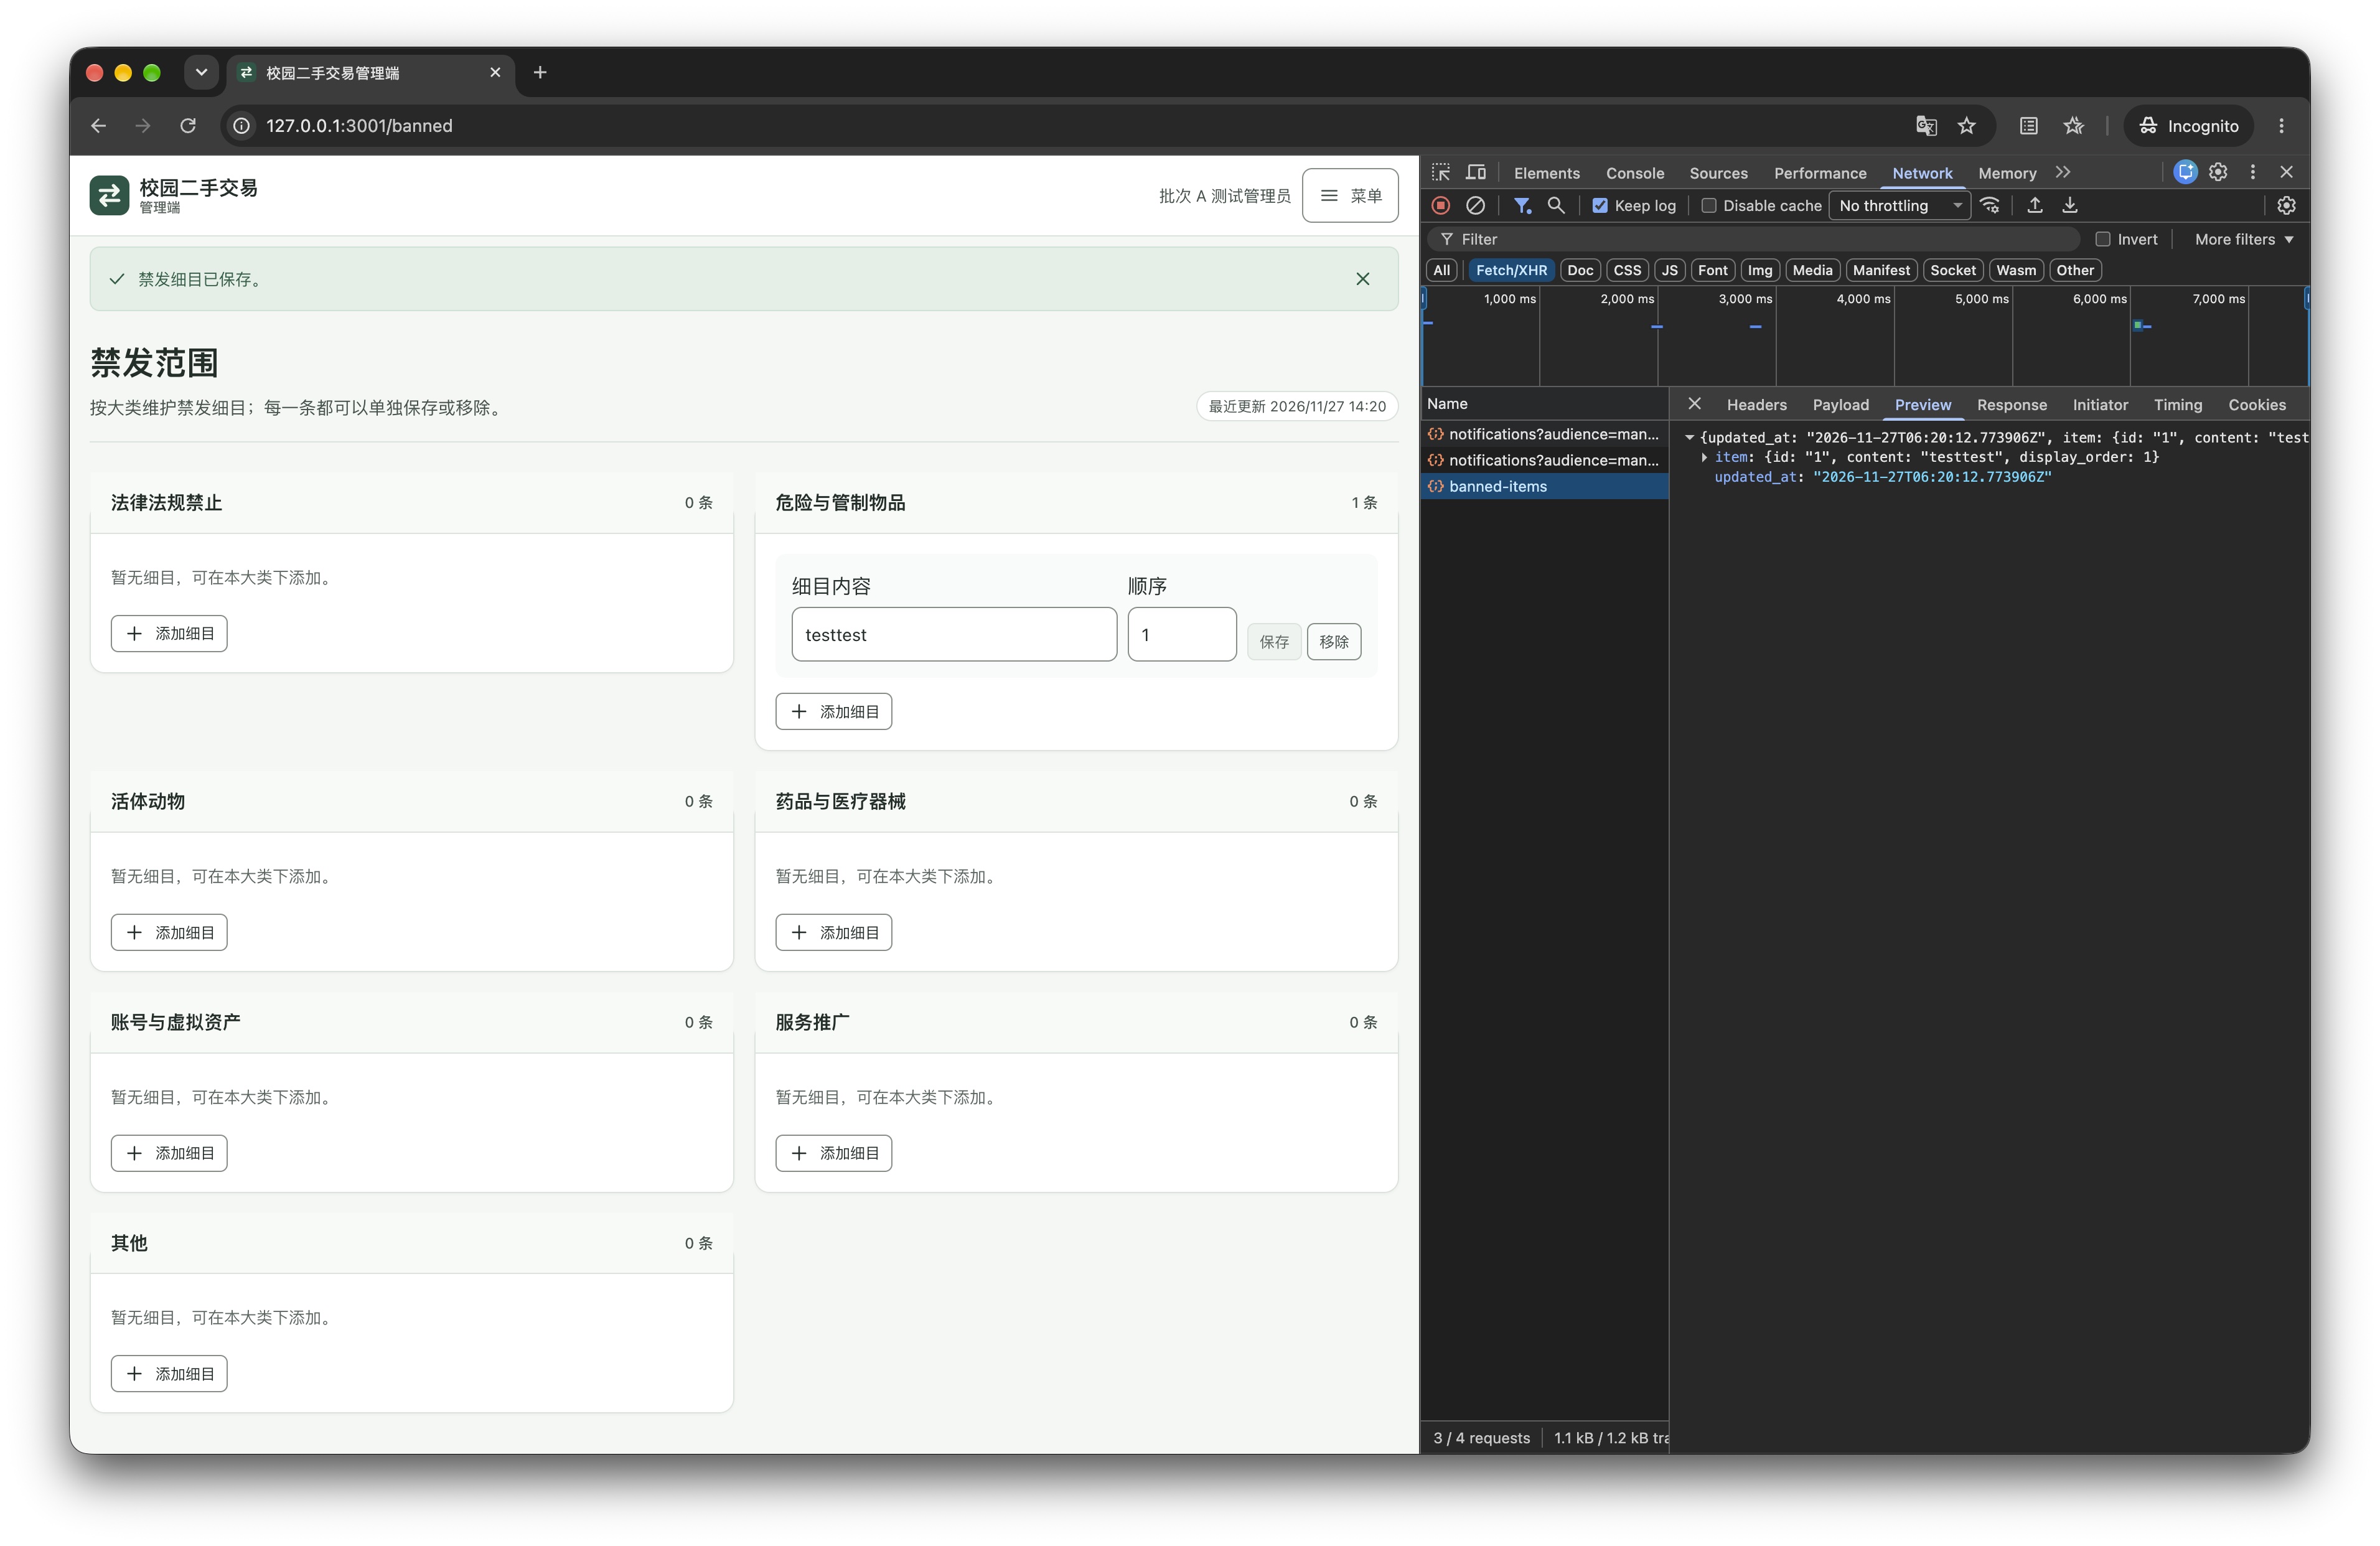 校园二手交易管理端
127.0.0.1:3001/banned
Incognito
校园二手交易
管理端
批次 A 测试管理员
菜单
禁发细目已保存。
禁发范围
按大类维护禁发细目；每一条都可以单独保存或移除。
最近更新 2026/11/27 14:20
法律法规禁止
0 条
暂无细目，可在本大类下添加。
添加细目
危险与管制物品
1 条
细目内容
顺序
testtest
1
保存
移除
添加细目
活体动物
0 条
暂无细目，可在本大类下添加。
添加细目
药品与医疗器械
0 条
暂无细目，可在本大类下添加。
添加细目
账号与虚拟资产
0 条
暂无细目，可在本大类下添加。
添加细目
服务推广
0 条
暂无细目，可在本大类下添加。
添加细目
其他
0 条
暂无细目，可在本大类下添加。
添加细目
Elements Console Sources Performance Network Memory
Keep log Disable cache No throttling
Filter
Invert More filters
All Fetch/XHR Doc CSS JS Font Img Media Manifest Socket Wasm Other
1,000 ms 2,000 ms 3,000 ms 4,000 ms 5,000 ms 6,000 ms 7,000 ms
Name
notifications?audience=man...
notifications?audience=man...
banned-items
Headers Payload Preview Response Initiator Timing Cookies
{updated_at: "2026-11-27T06:20:12.773906Z", item: {id: "1", content: "test
item: {id: "1", content: "testtest", display_order: 1}
updated_at: "2026-11-27T06:20:12.773906Z"
3 / 4 requests
1.1 kB / 1.2 kB tra